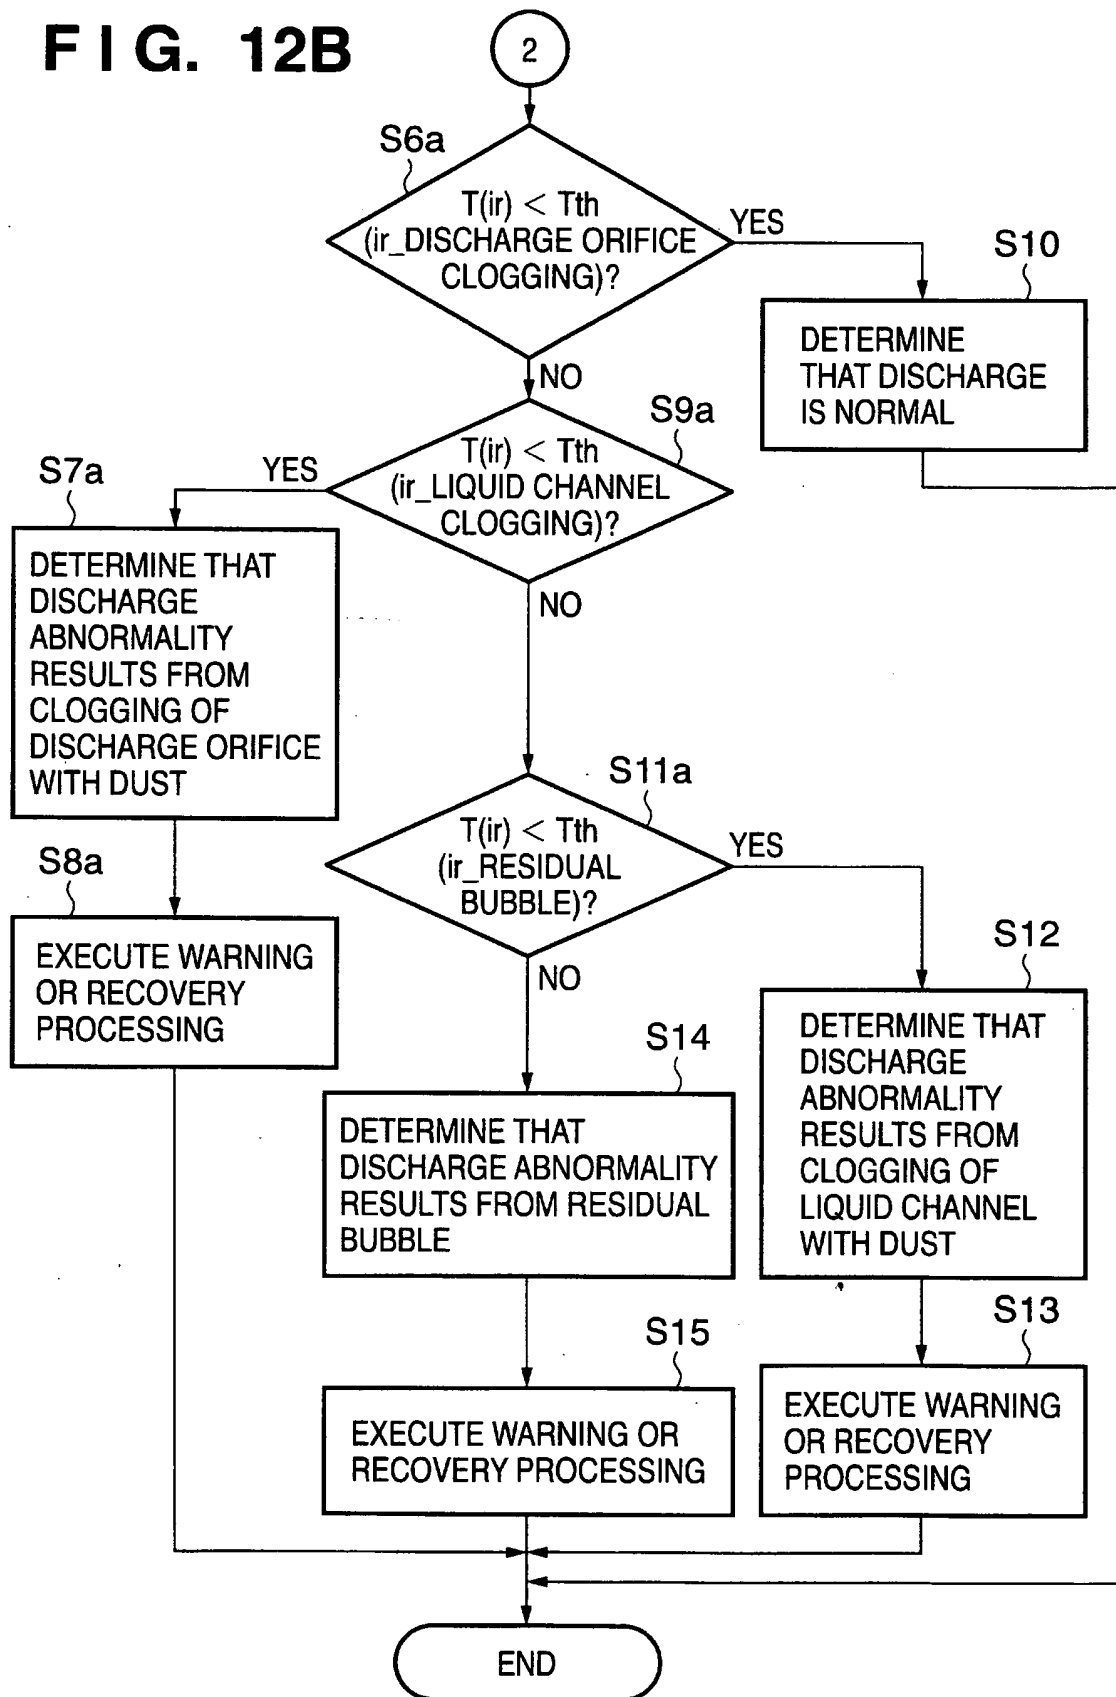 FIG. 12B
2
S6a
T(ir) < Tth
(ir_DISCHARGE ORIFICE
CLOGGING)?
YES
NO
S10
DETERMINE
THAT DISCHARGE
IS NORMAL
S9a
T(ir) < Tth
(ir_LIQUID CHANNEL
CLOGGING)?
YES
NO
S7a
DETERMINE THAT
DISCHARGE
ABNORMALITY
RESULTS FROM
CLOGGING OF
DISCHARGE ORIFICE
WITH DUST
S8a
EXECUTE WARNING
OR RECOVERY
PROCESSING
S11a
T(ir) < Tth
(ir_RESIDUAL
BUBBLE)?
YES
NO
S12
DETERMINE THAT
DISCHARGE
ABNORMALITY
RESULTS FROM
CLOGGING OF
LIQUID CHANNEL
WITH DUST
S14
DETERMINE THAT
DISCHARGE ABNORMALITY
RESULTS FROM RESIDUAL
BUBBLE
S13
EXECUTE WARNING
OR RECOVERY
PROCESSING
S15
EXECUTE WARNING OR
RECOVERY PROCESSING
END